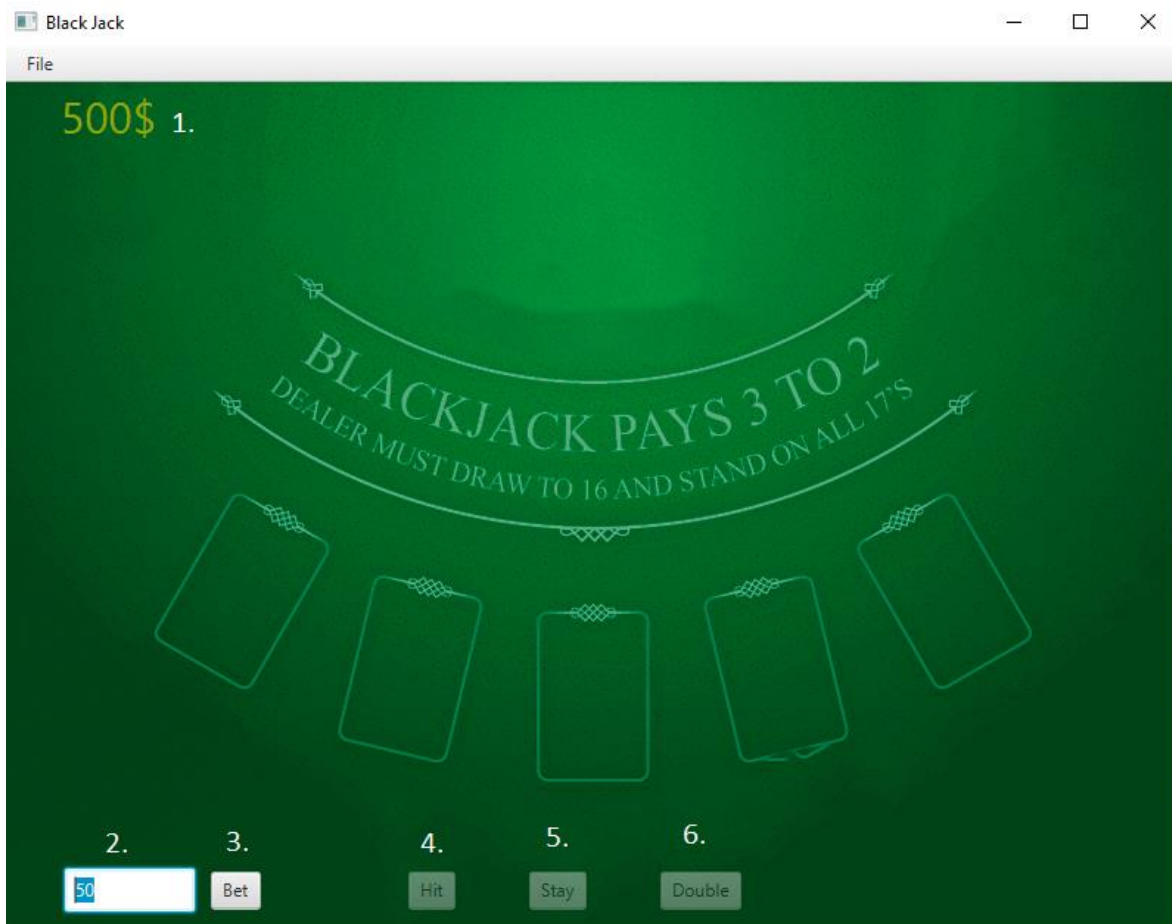 Black Jack
File
500$ 1.
BLACKJACK PAYS 3 TO 2
DEALER MUST DRAW TO 16 AND STAND ON ALL 17'S
2. 3. 4. 5. 6.
50 Bet Hit Stay Double